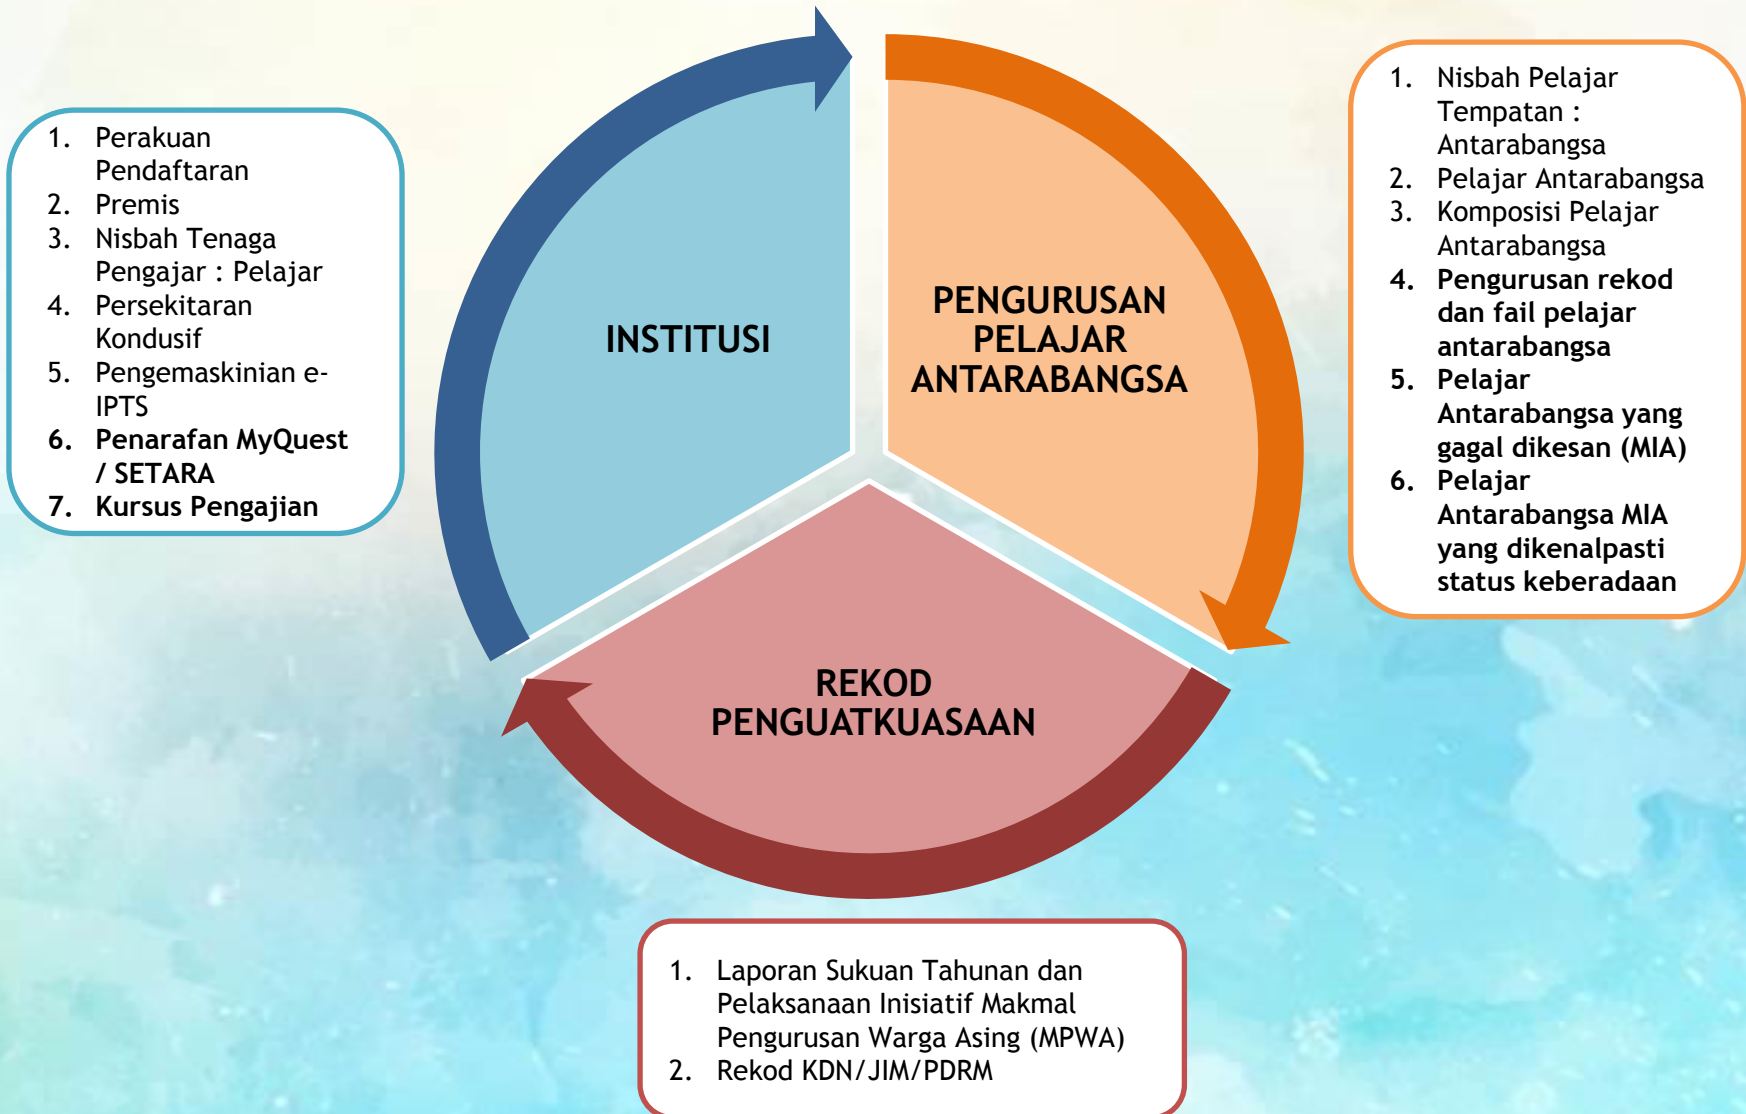 1. Perakuan
Pendaftaran
2. Premis
3. Nisbah Tenaga
Pengajar : Pelajar
4. Persekitaran
Kondusif
5. Pengemaskinian e-
IPTS
6. Penarafan MyQuest
/ SETARA
7. Kursus Pengajian
INSTITUSI
PENGURUSAN
PELAJAR
ANTARABANGSA
1. Nisbah Pelajar
Tempatan :
Antarabangsa
2. Pelajar Antarabangsa
3. Komposisi Pelajar
Antarabangsa
4. Pengurusan rekod
dan fail pelajar
antarabangsa
5. Pelajar
Antarabangsa yang
gagal dikesan (MIA)
6. Pelajar
Antarabangsa MIA
yang dikenalpasti
status keberadaan
REKOD
PENGUATKUASAAN
1. Laporan Sukuan Tahunan dan
Pelaksanaan Inisiatif Makmal
Pengurusan Warga Asing (MPWA)
2. Rekod KDN/JIM/PDRM